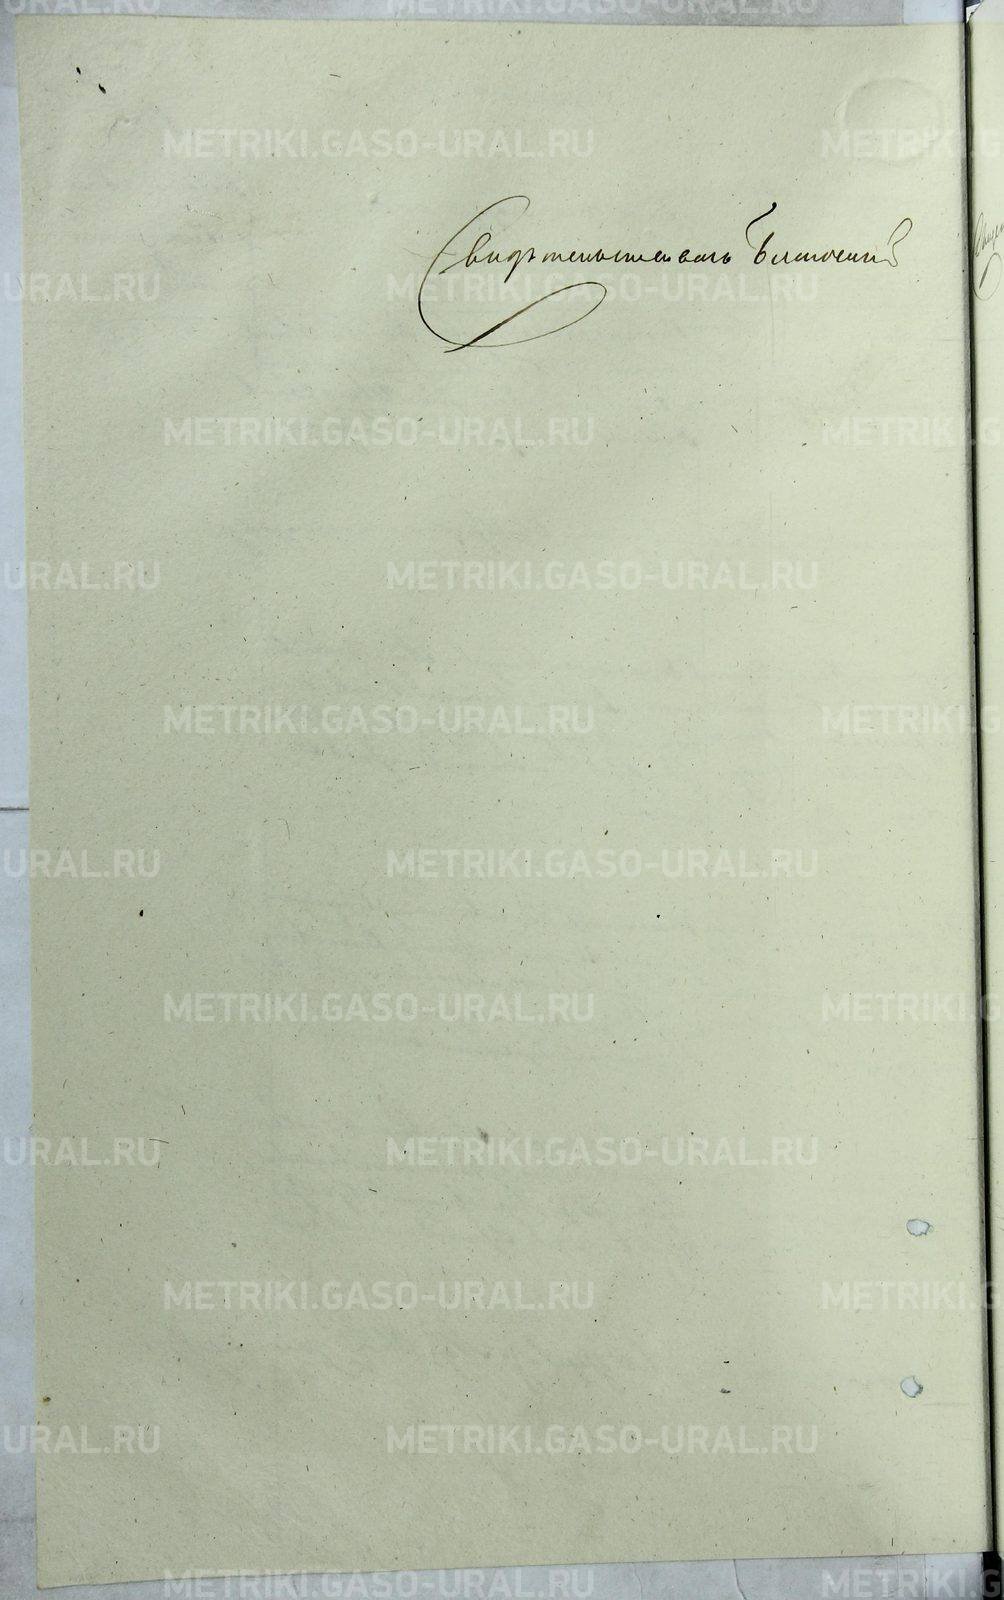 METRIKI.GASO-URAL.RU
Свидѣтельствовалъ Благочинный